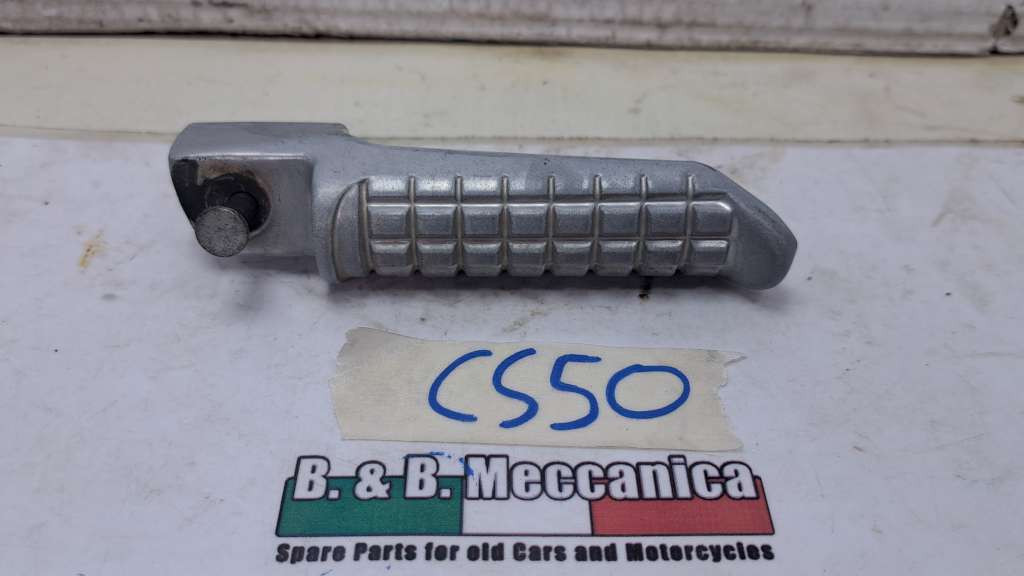 CS50
B. & B. Meccanica
Spare Parts for old Cars and Motorcycles